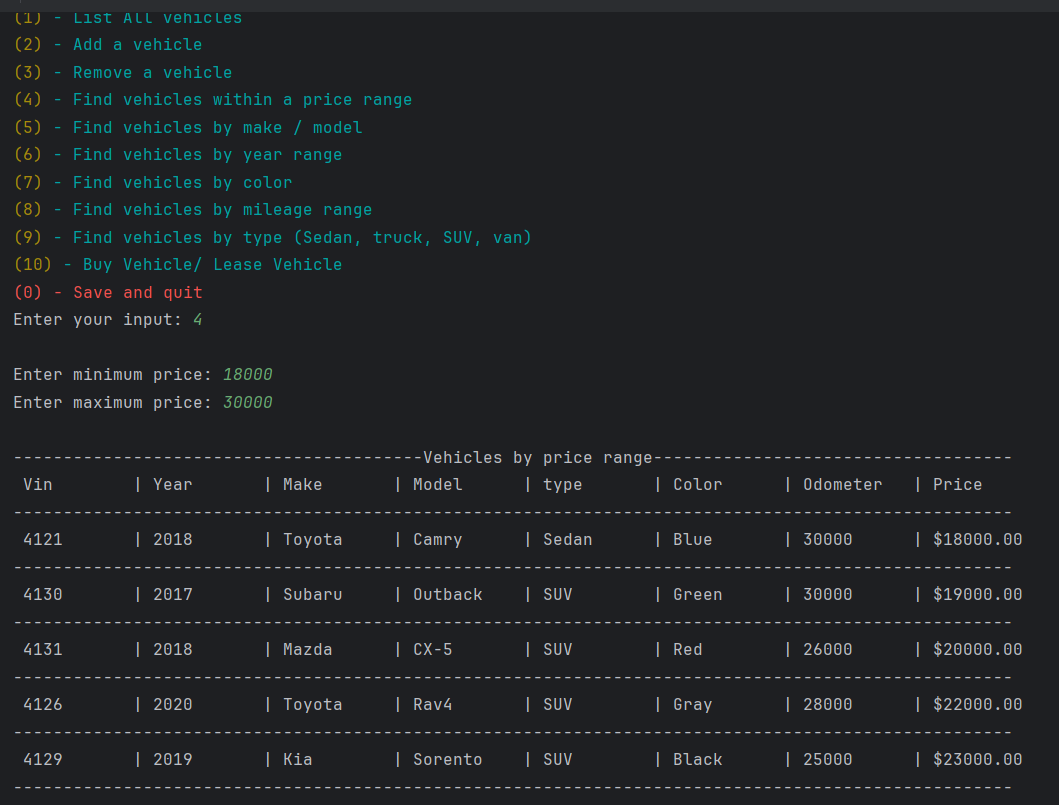 (1) - List All vehicles
(2) - Add a vehicle
(3) - Remove a vehicle
(4) - Find vehicles within a price range
(5) - Find vehicles by make / model
(6) - Find vehicles by year range
(7) - Find vehicles by color
(8) - Find vehicles by mileage range
(9) - Find vehicles by type (Sedan, truck, SUV, van)
(10) - Buy Vehicle/ Lease Vehicle
(0) - Save and quit
Enter your input: 4
Enter minimum price: 18000
Enter maximum price: 30000
-----------------------------------------Vehicles by price range------------------------------------
Vin | Year | Make | Model | type | Color | Odometer | Price
----------------------------------------------------------------------------------------------------
4121 | 2018 | Toyota | Camry | Sedan | Blue | 30000 | $18000.00
----------------------------------------------------------------------------------------------------
4130 | 2017 | Subaru | Outback | SUV | Green | 30000 | $19000.00
----------------------------------------------------------------------------------------------------
4131 | 2018 | Mazda | CX-5 | SUV | Red | 26000 | $20000.00
----------------------------------------------------------------------------------------------------
4126 | 2020 | Toyota | Rav4 | SUV | Gray | 28000 | $22000.00
----------------------------------------------------------------------------------------------------
4129 | 2019 | Kia | Sorento | SUV | Black | 25000 | $23000.00
----------------------------------------------------------------------------------------------------